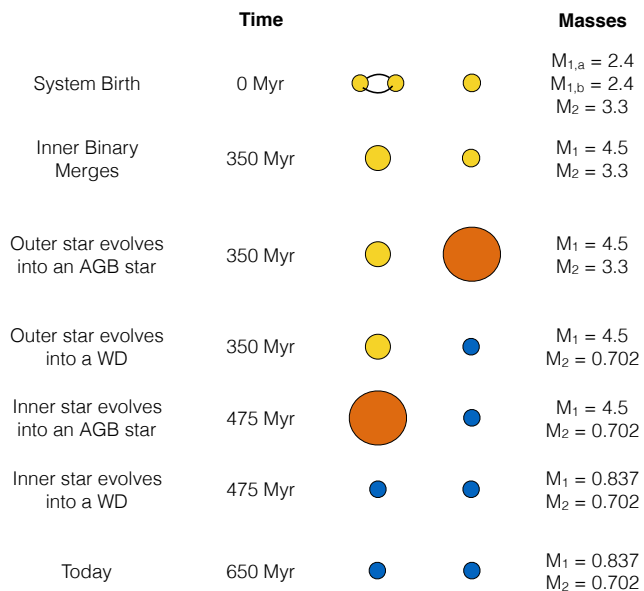 Time Masses
System Birth 0 Myr M₁,ₐ = 2.4
M₁,b = 2.4
M₂ = 3.3
Inner Binary
Merges 350 Myr M₁ = 4.5
M₂ = 3.3
Outer star evolves
into an AGB star 350 Myr M₁ = 4.5
M₂ = 3.3
Outer star evolves
into a WD 350 Myr M₁ = 4.5
M₂ = 0.702
Inner star evolves
into an AGB star 475 Myr M₁ = 4.5
M₂ = 0.702
Inner star evolves
into a WD 475 Myr M₁ = 0.837
M₂ = 0.702
Today 650 Myr M₁ = 0.837
M₂ = 0.702